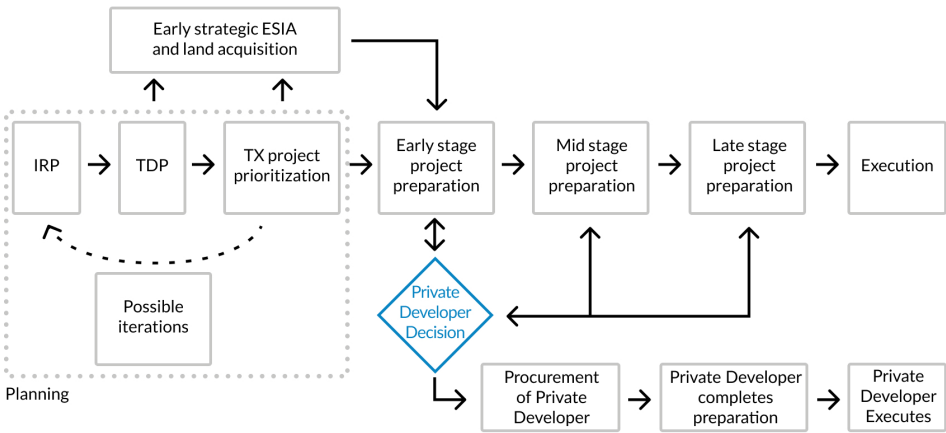 Early strategic ESIA
and land acquisition
IRP
TDP
TX project
prioritization
Early stage
project
preparation
Mid stage
project
preparation
Late stage
project
preparation
Execution
Possible
iterations
Private
Developer
Decision
Planning
Procurement
of Private
Developer
Private Developer
completes
preparation
Private
Developer
Executes